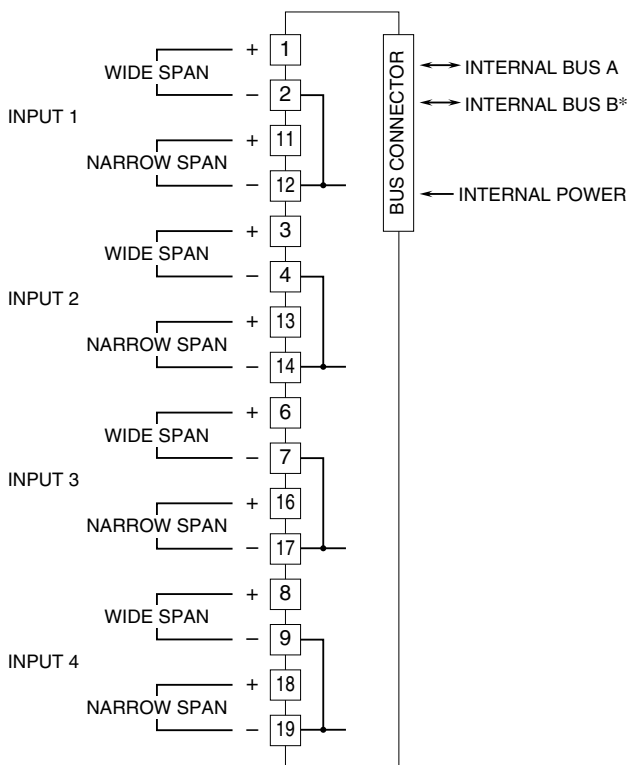 INPUT 1
WIDE SPAN
+ 1
− 2
NARROW SPAN
+ 11
− 12
INPUT 2
WIDE SPAN
+ 3
− 4
NARROW SPAN
+ 13
− 14
INPUT 3
WIDE SPAN
+ 6
− 7
NARROW SPAN
+ 16
− 17
INPUT 4
WIDE SPAN
+ 8
− 9
NARROW SPAN
+ 18
− 19
BUS CONNECTOR
INTERNAL BUS A
INTERNAL BUS B*
INTERNAL POWER